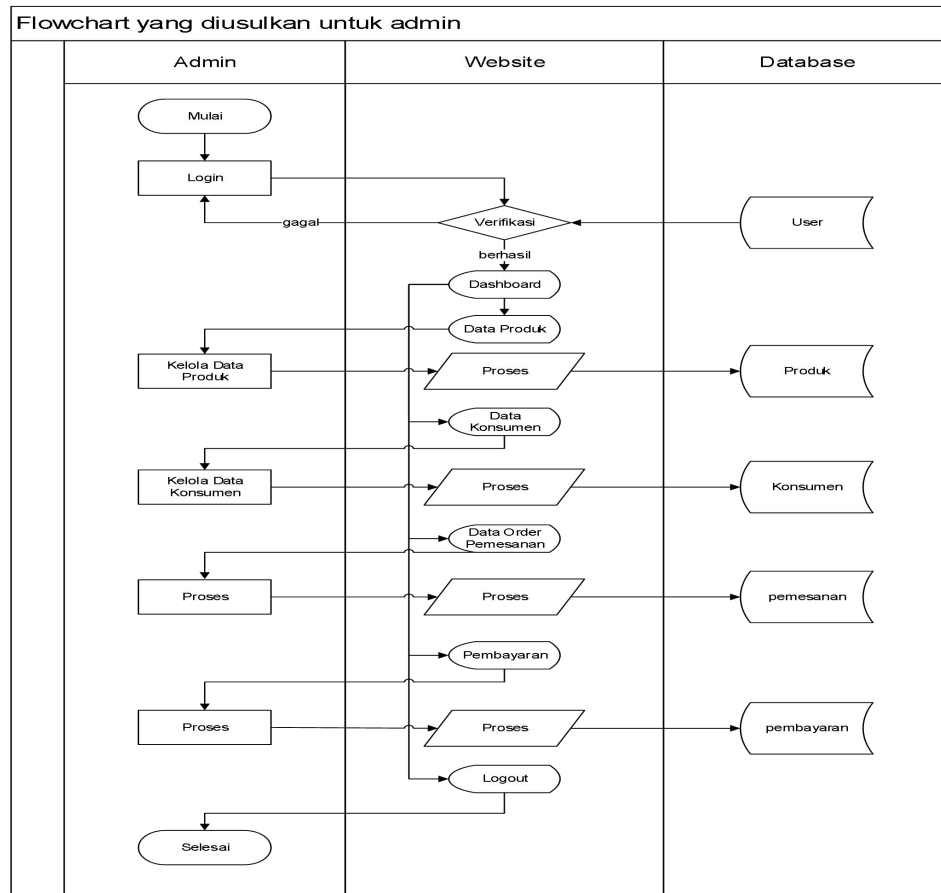 Flowchart yang diusulkan untuk admin
Admin
Website
Database
Mulai
Login
Verifikasi
gagal
User
berhasil
Dashboard
Data Produk
Kelola Data
Produk
Proses
Produk
Data
Konsumen
Kelola Data
Konsumen
Proses
Konsumen
Data Order
Pemesanan
Proses
Proses
pemesanan
Pembayaran
Proses
Proses
pembayaran
Logout
Selesai